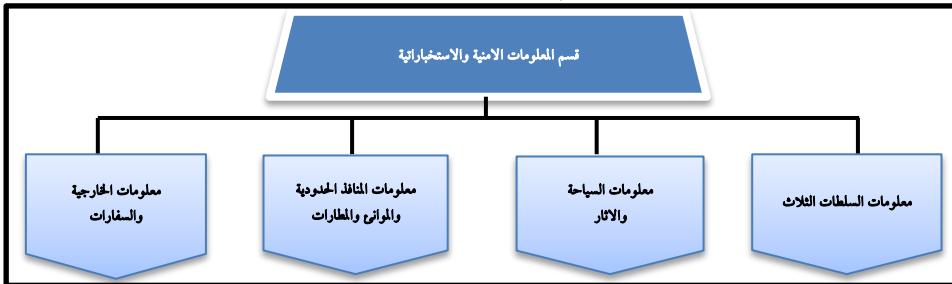 قسم المعلومات الامنية والاستخباراتية
معلومات السلطات الثلاث
معلومات السياحة
والاثار
معلومات المنافذ الحدودية
والموانئ والمطارات
معلومات الخارجية
والسفارات